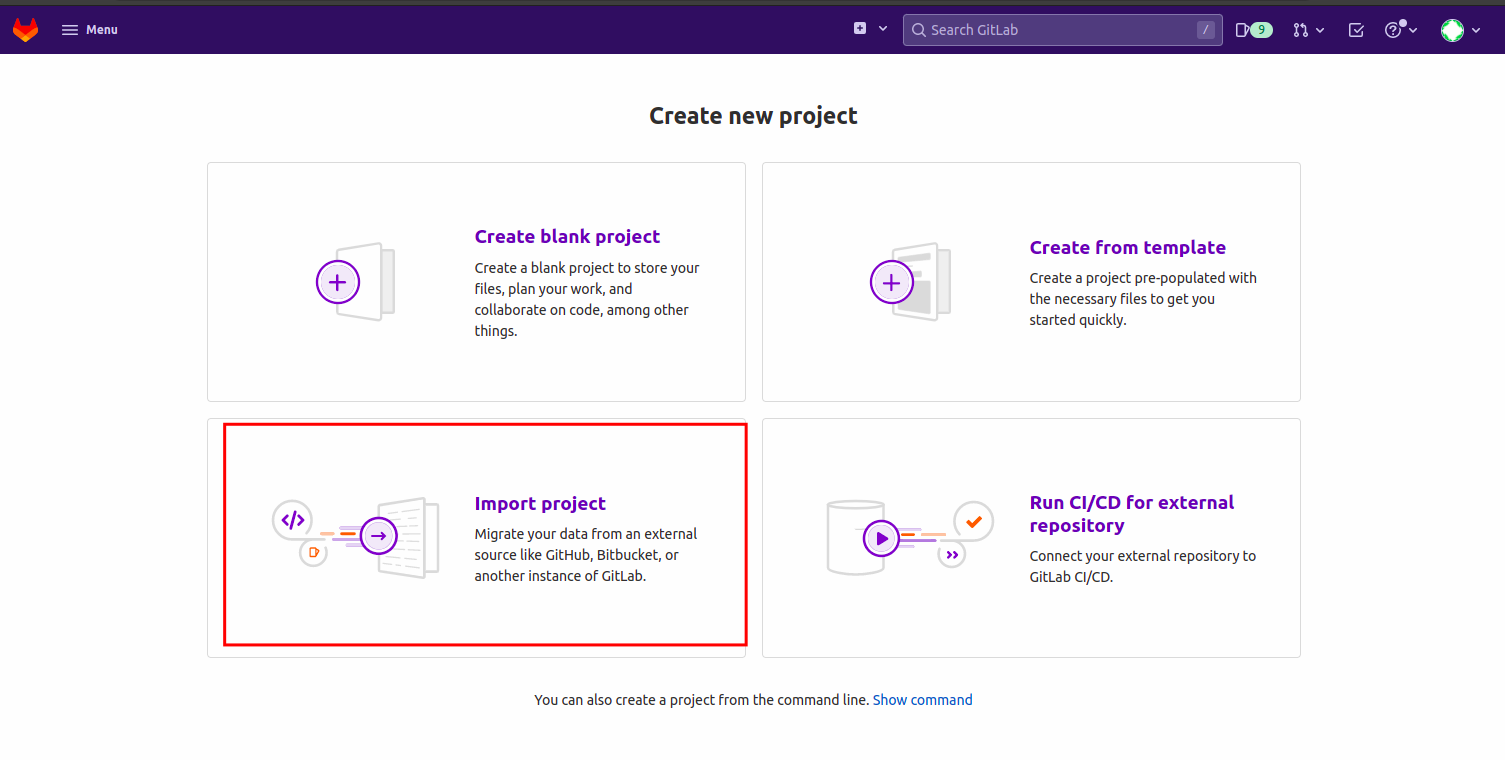 Menu
Search GitLab
/
9
Create new project
Create blank project
Create a blank project to store your
files, plan your work, and
collaborate on code, among other
things.
Create from template
Create a project pre-populated with
the necessary files to get you
started quickly.
Import project
Migrate your data from an external
source like GitHub, Bitbucket, or
another instance of GitLab.
Run CI/CD for external
repository
Connect your external repository to
GitLab CI/CD.
You can also create a project from the command line. Show command